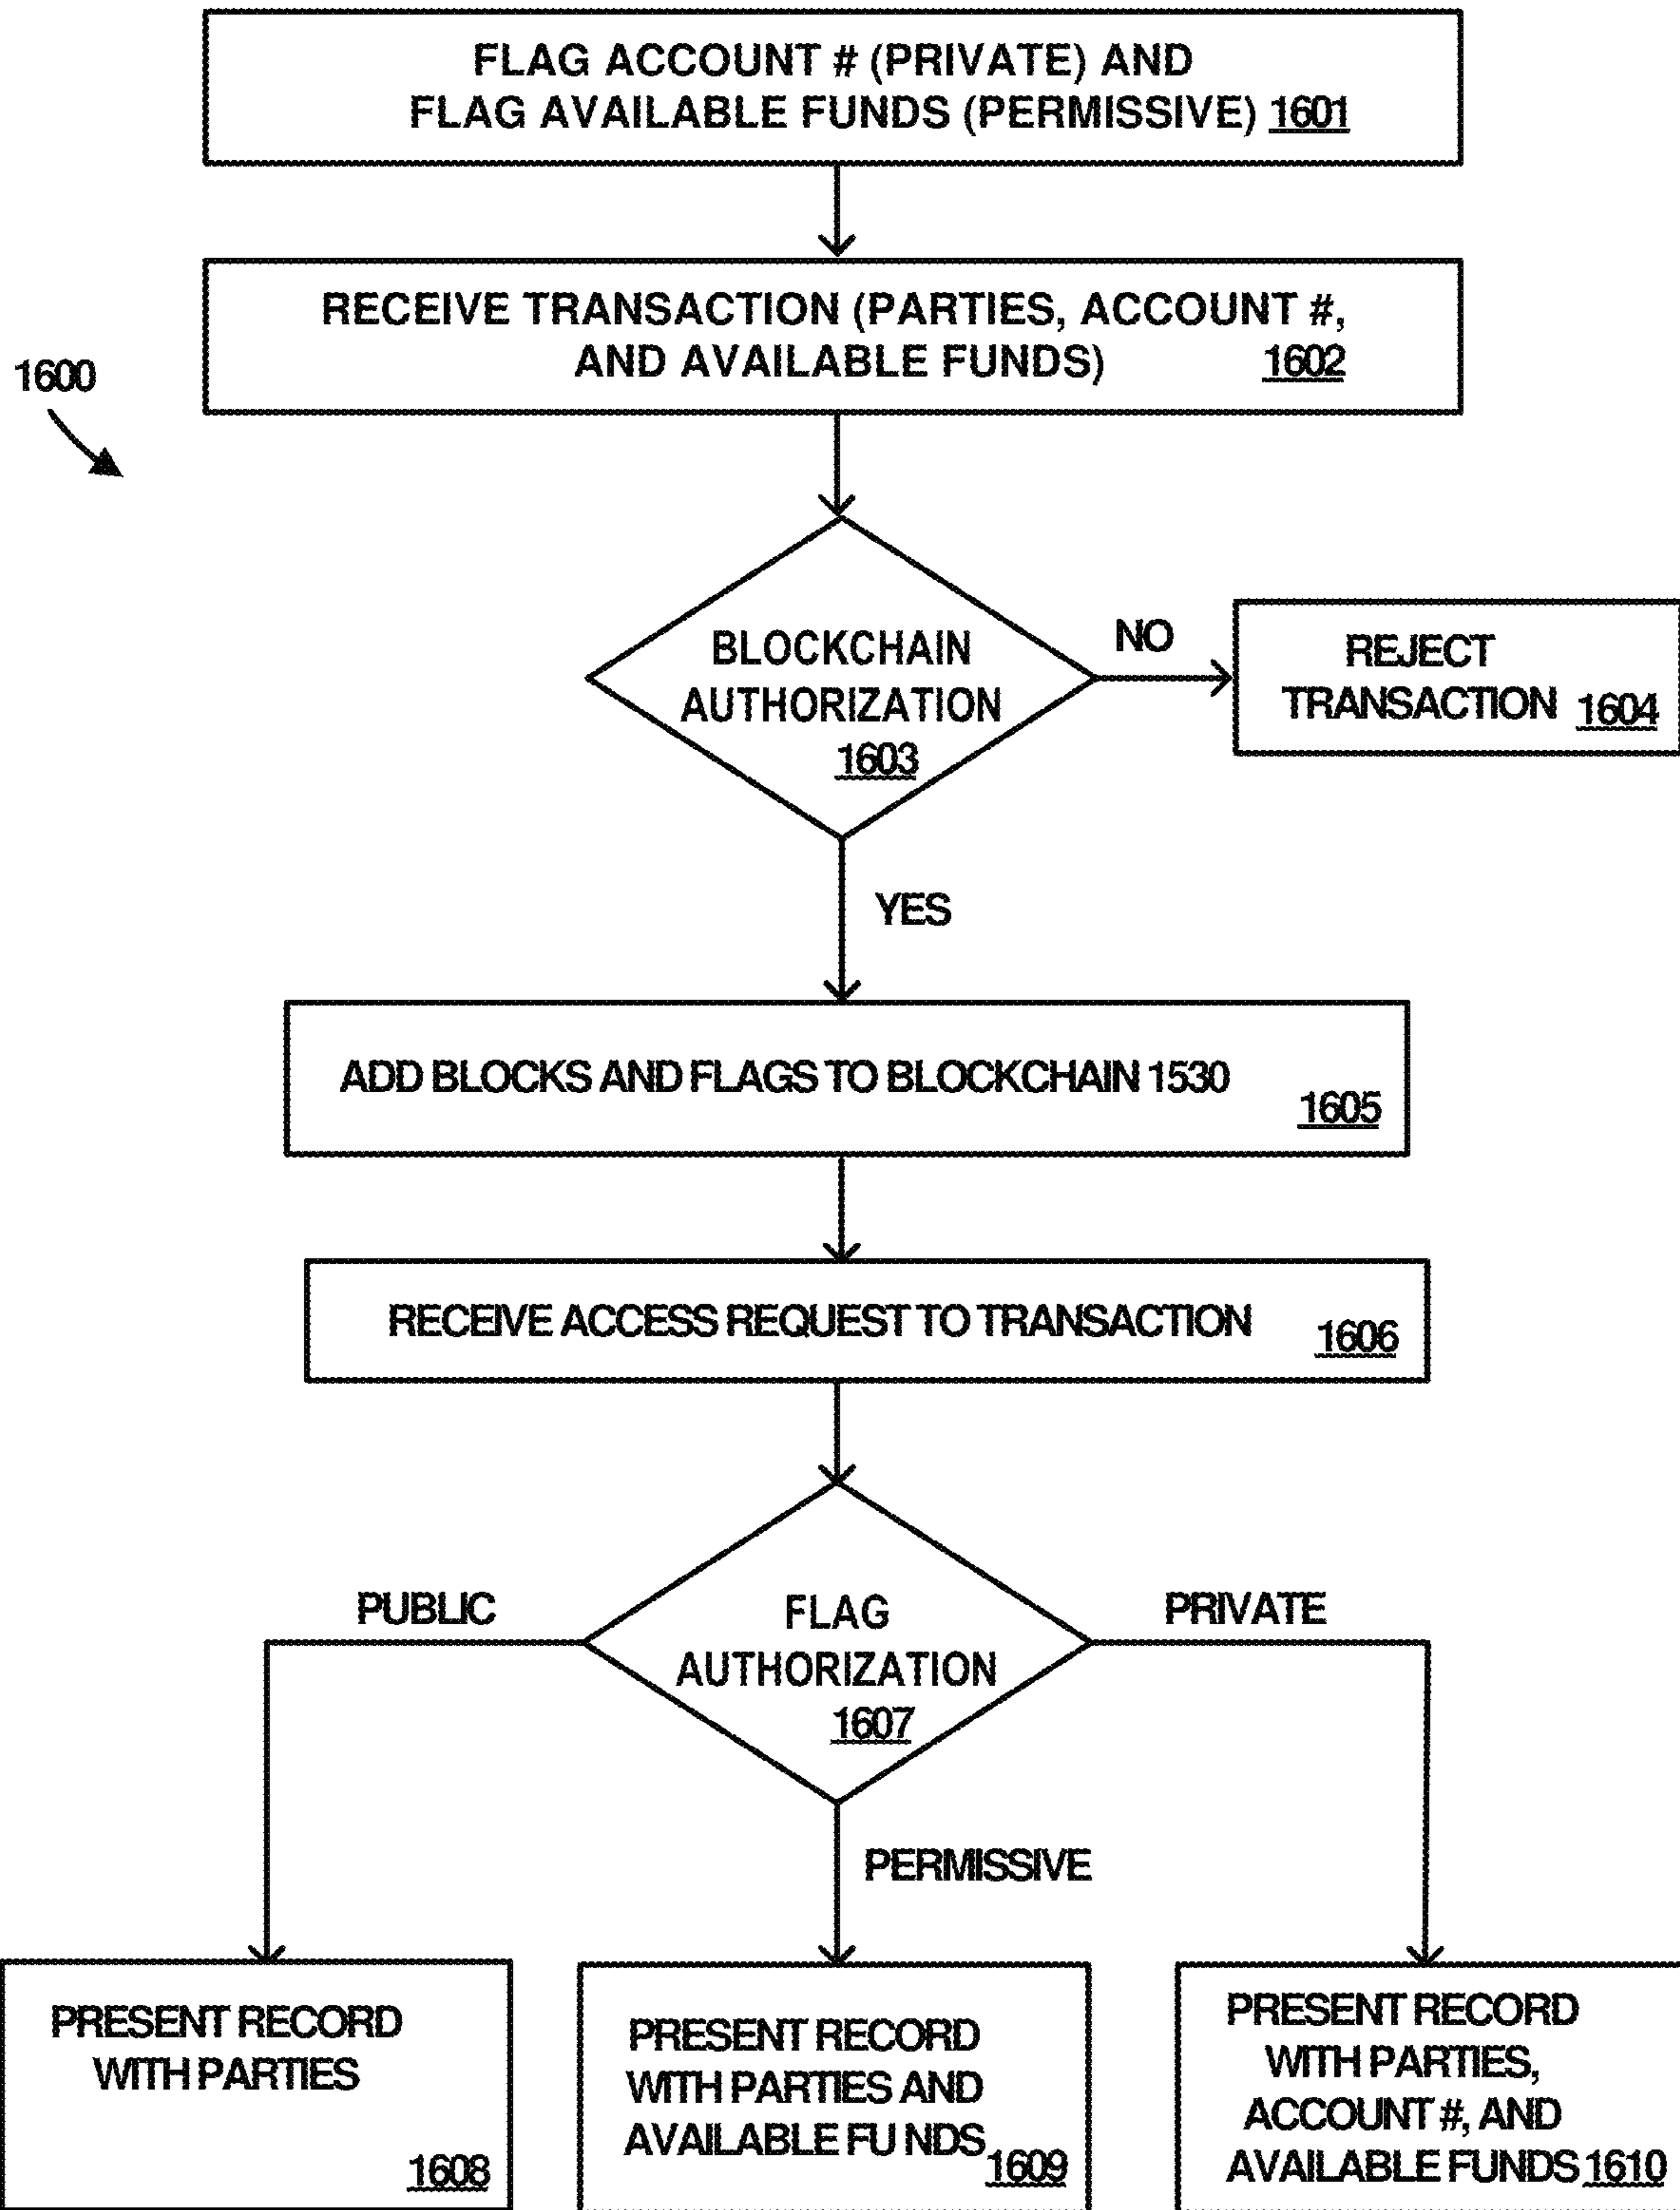 FLAG ACCOUNT # (PRIVATE) AND
FLAG AVAILABLE FUNDS (PERMISSIVE) 1601
RECEIVE TRANSACTION (PARTIES, ACCOUNT #,
AND AVAILABLE FUNDS) 1602
1600
BLOCKCHAIN
AUTHORIZATION
1603
NO
REJECT
TRANSACTION 1604
YES
ADD BLOCKS AND FLAGS TO BLOCKCHAIN 1530
1605
RECEIVE ACCESS REQUEST TO TRANSACTION
1606
PUBLIC
FLAG
AUTHORIZATION
1607
PRIVATE
PERMISSIVE
PRESENT RECORD
WITH PARTIES
1608
PRESENT RECORD
WITH PARTIES AND
AVAILABLE FU NDS 1609
PRESENT RECORD
WITH PARTIES,
ACCOUNT #, AND
AVAILABLE FUNDS 1610